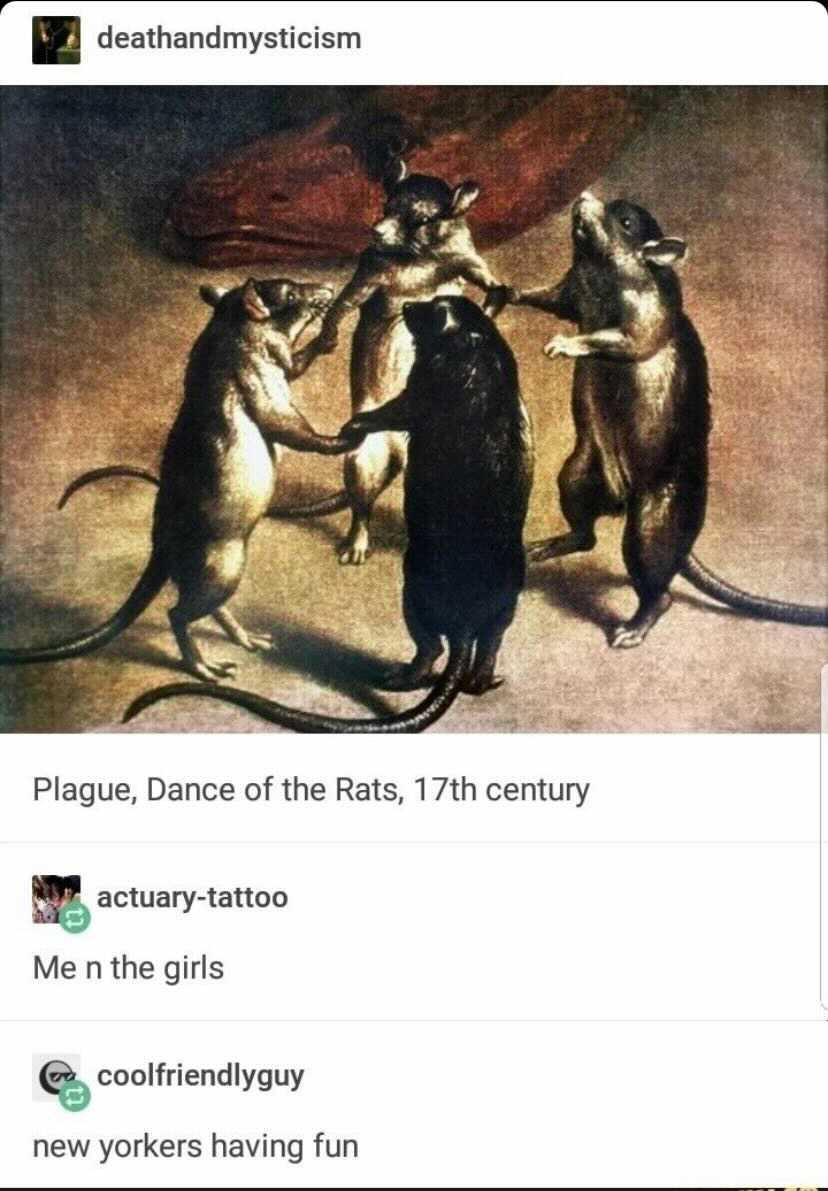 deathandmysticism
Plague, Dance of the Rats, 17th century
actuary-tattoo
Me n the girls
coolfriendlyguy
new yorkers having fun